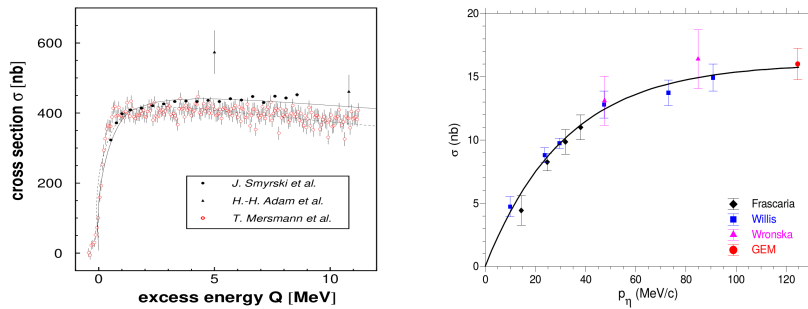 cross section σ [nb]
600
400
200
0
0
5
10
excess energy Q [MeV]
J. Smyrski et al.
H.-H. Adam et al.
T. Mersmann et al.
σ (nb)
20
15
10
5
0
0
20
40
60
80
100
120
pη (MeV/c)
Frascaria
Willis
Wronska
GEM